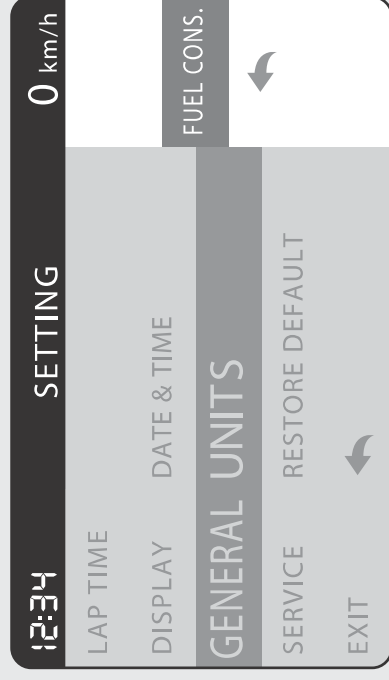 12:34 SETTING 0 km/h
LAP TIME
DISPLAY DATE & TIME
FUEL CONS.
GENERAL UNITS
SERVICE RESTORE DEFAULT
EXIT